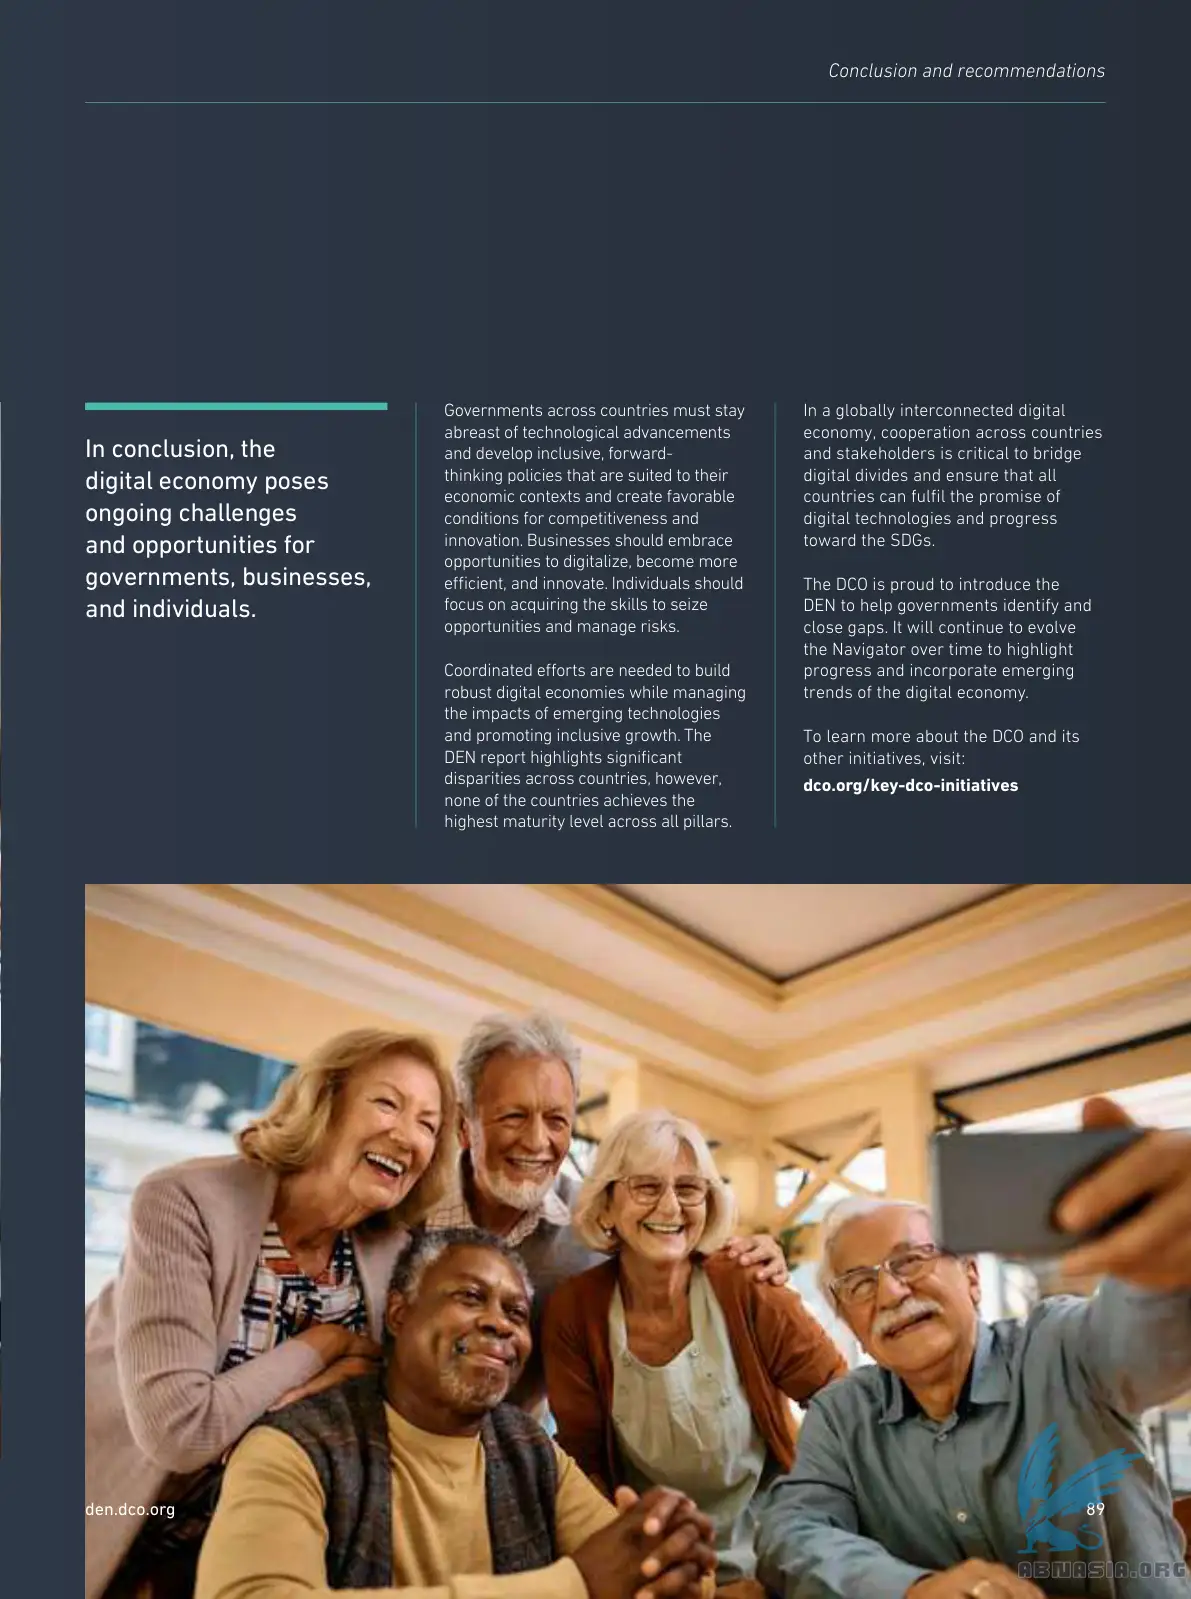 Conclusion and recommendations
In conclusion, the
digital economy poses
ongoing challenges
and opportunities for
governments, businesses,
and individuals.
Governments across countries must stay
abreast of technological advancements
and develop inclusive, forward-
thinking policies that are suited to their
economic contexts and create favorable
conditions for competitiveness and
innovation. Businesses should embrace
opportunities to digitalize, become more
efficient, and innovate. Individuals should
focus on acquiring the skills to seize
opportunities and manage risks.
Coordinated efforts are needed to build
robust digital economies while managing
the impacts of emerging technologies
and promoting inclusive growth. The
DEN report highlights significant
disparities across countries, however,
none of the countries achieves the
highest maturity level across all pillars.
In a globally interconnected digital
economy, cooperation across countries
and stakeholders is critical to bridge
digital divides and ensure that all
countries can fulfil the promise of
digital technologies and progress
toward the SDGs.
The DCO is proud to introduce the
DEN to help governments identify and
close gaps. It will continue to evolve
the Navigator over time to highlight
progress and incorporate emerging
trends of the digital economy.
To learn more about the DCO and its
other initiatives, visit:
dco.org/key-dco-initiatives
den.dco.org
89
ABNASIA.ORG